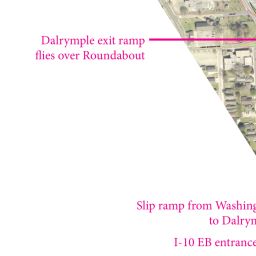 Dalrymple exit ramp
flies over Roundabout
Slip ramp from Washing
to Dalrym
I-10 EB entrance